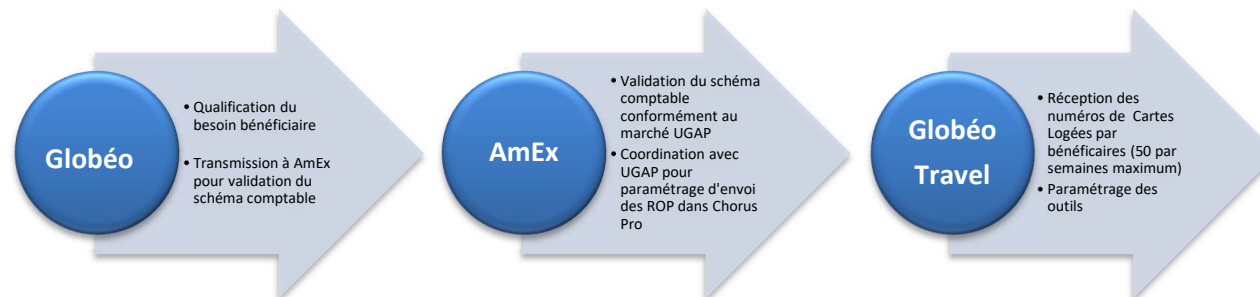 Globéo
• Qualification du
besoin bénéficiaire
• Transmission à AmEx
pour validation du
schéma comptable
AmEx
• Validation du schéma
comptable
conformément au
marché UGAP
• Coordination avec
UGAP pour
paramétrage d'envoi
des ROP dans Chorus
Pro
Globéo
Travel
• Réception des
numéros de Cartes
Logées par
bénéficaires (50 par
semaines maximum)
• Paramétrage des
outils